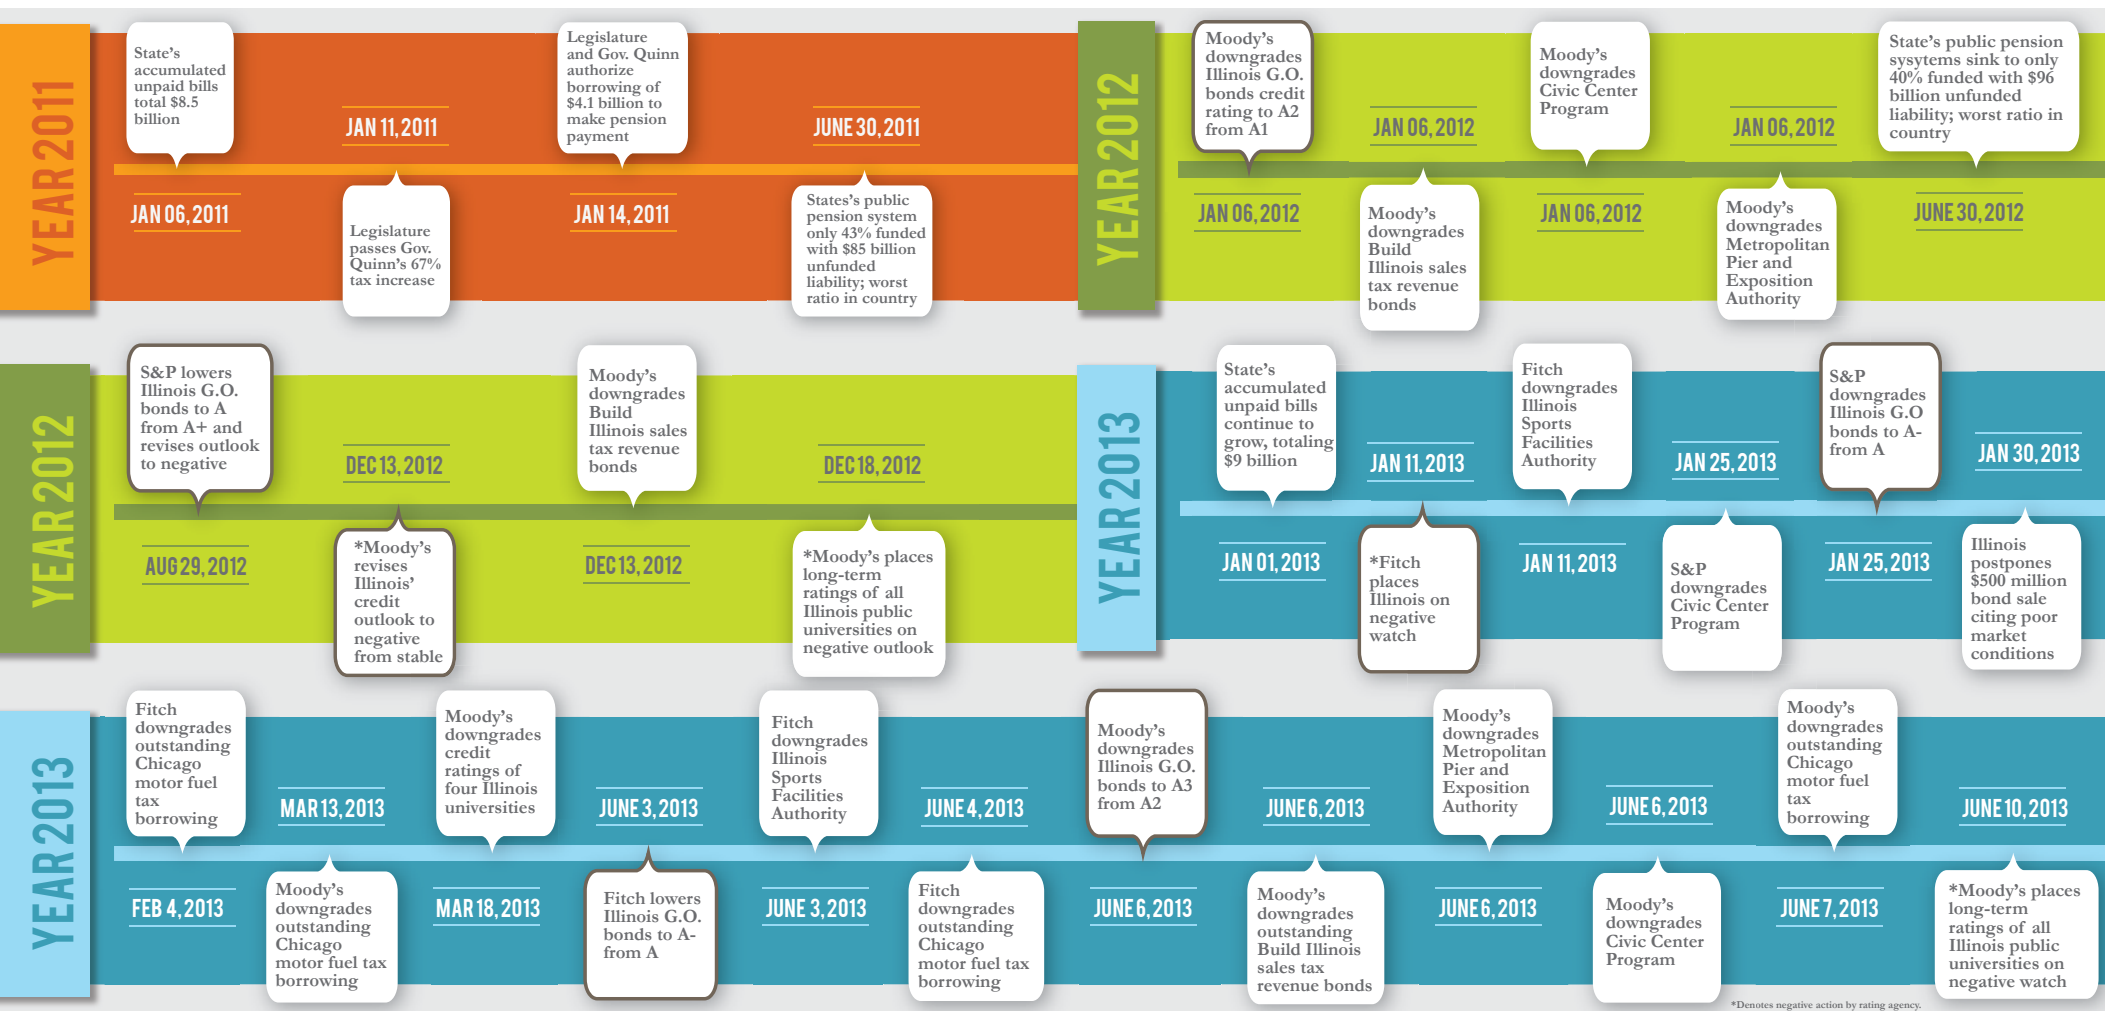 YEAR 2011
State's
accumulated
unpaid bills
total $8.5
billion
JAN 06, 2011
JAN 11, 2011
Legislature
passes Gov.
Quinn's 67%
tax increase
Legislature
and Gov. Quinn
authorize
borrowing of
$4.1 billion to
make pension
payment
JAN 14, 2011
JUNE 30, 2011
States's public
pension system
only 43% funded
with $85 billion
unfunded
liability; worst
ratio in country
YEAR 2012
Moody's
downgrades
Illinois G.O.
bonds credit
rating to A2
from A1
JAN 06, 2012
JAN 06, 2012
Moody's
downgrades
Build
Illinois sales
tax revenue
bonds
Moody's
downgrades
Civic Center
Program
JAN 06, 2012
JAN 06, 2012
Moody's
downgrades
Metropolitan
Pier and
Exposition
Authority
State's public pension
sysytems sink to only
40% funded with $96
billion unfunded
liability; worst ratio in
country
JUNE 30, 2012
YEAR 2012
S&P lowers
Illinois G.O.
bonds to A
from A+ and
revises outlook
to negative
AUG 29, 2012
DEC 13, 2012
*Moody's
revises
Illinois'
credit
outlook to
negative
from stable
Moody's
downgrades
Build
Illinois sales
tax revenue
bonds
DEC 13, 2012
DEC 18, 2012
*Moody's places
long-term
ratings of all
Illinois public
universities on
negative outlook
YEAR 2013
State's
accumulated
unpaid bills
continue to
grow, totaling
$9 billion
JAN 01, 2013
JAN 11, 2013
*Fitch
places
Illinois on
negative
watch
Fitch
downgrades
Illinois
Sports
Facilities
Authority
JAN 11, 2013
JAN 25, 2013
S&P
downgrades
Civic Center
Program
S&P
downgrades
Illinois G.O
bonds to A-
from A
JAN 25, 2013
JAN 30, 2013
Illinois
postpones
$500 million
bond sale
citing poor
market
conditions
YEAR 2013
Fitch
downgrades
outstanding
Chicago
motor fuel
tax
borrowing
FEB 4, 2013
MAR 13, 2013
Moody's
downgrades
outstanding
Chicago
motor fuel tax
borrowing
Moody's
downgrades
credit
ratings of
four Illinois
universities
MAR 18, 2013
JUNE 3, 2013
Fitch lowers
Illinois G.O.
bonds to A-
from A
Fitch
downgrades
Illinois
Sports
Facilities
Authority
JUNE 3, 2013
JUNE 4, 2013
Fitch
downgrades
outstanding
Chicago
motor fuel tax
borrowing
Moody's
downgrades
Illinois G.O.
bonds to A3
from A2
JUNE 6, 2013
JUNE 6, 2013
Moody's
downgrades
outstanding
Build Illinois
sales tax
revenue bonds
Moody's
downgrades
Metropolitan
Pier and
Exposition
Authority
JUNE 6, 2013
JUNE 6, 2013
Moody's
downgrades
Civic Center
Program
Moody's
downgrades
outstanding
Chicago
motor fuel
tax
borrowing
JUNE 7, 2013
JUNE 10, 2013
*Moody's places
long-term
ratings of all
Illinois public
universities on
negative watch
*Denotes negative action by rating agency.